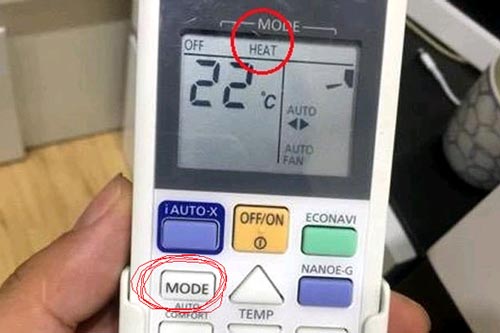 MODE
OFF HEAT
22 °C
AUTO
AUTO
FAN
iAUTO-X OFF/ON ECONAVI
MODE NANOE-G
AUTO
COMFORT TEMP